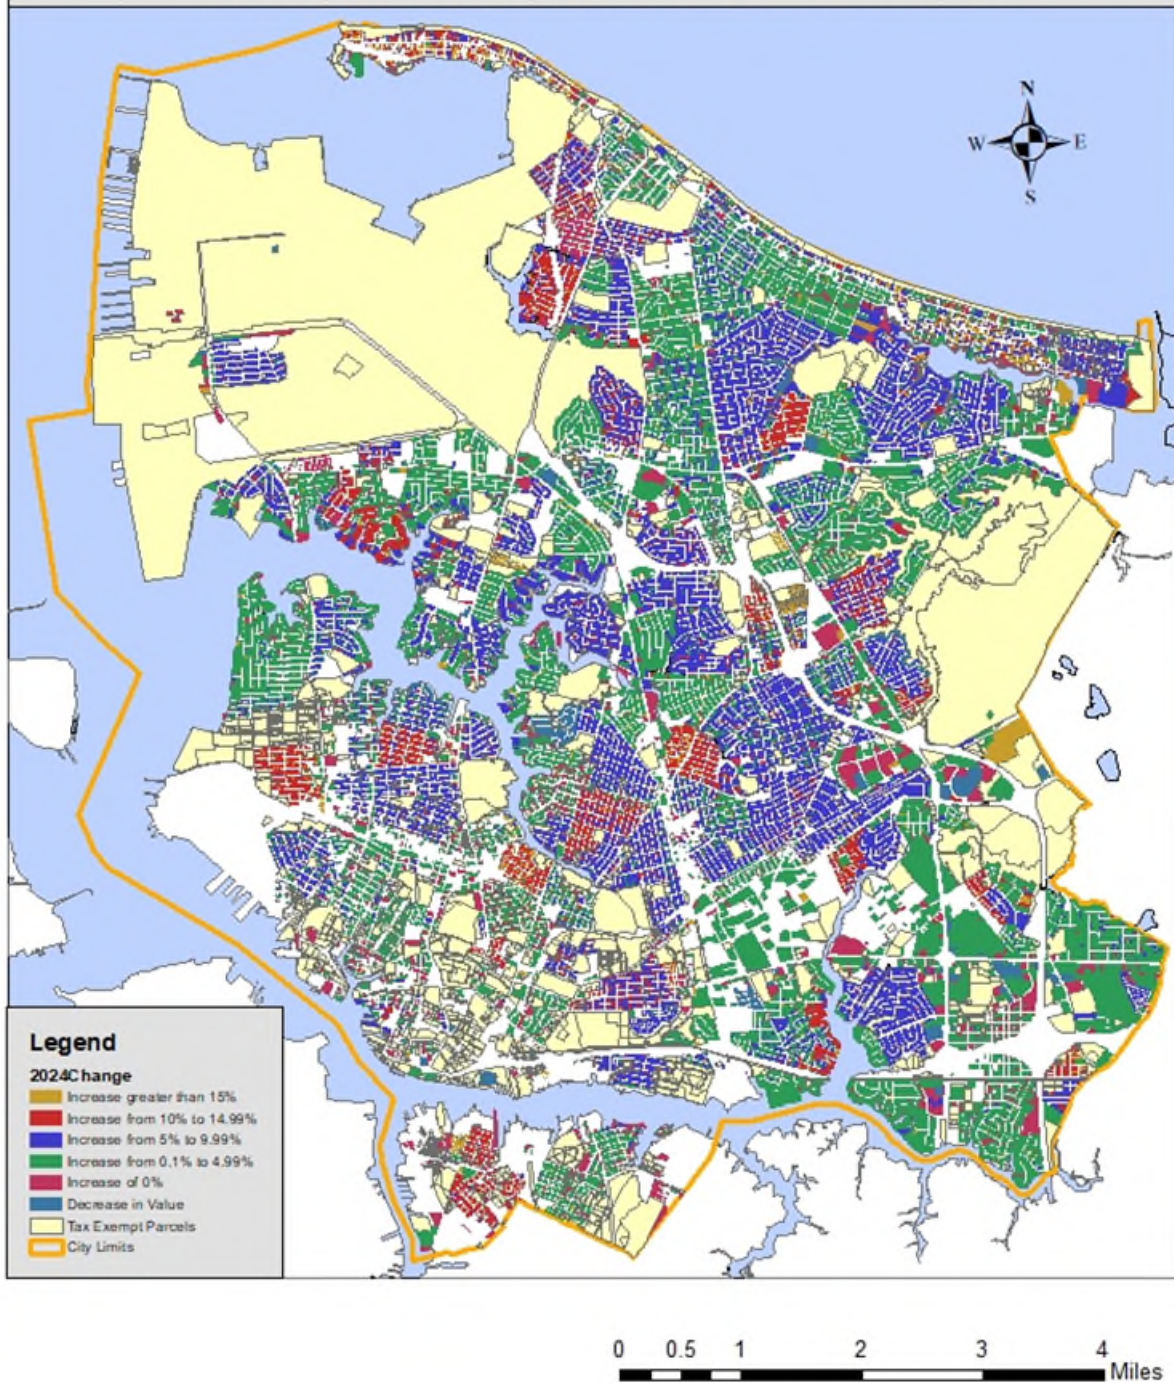 N
W E
S
Legend
2024Change
Increase greater than 15%
Increase from 10% to 14.99%
Increase from 5% to 9.99%
Increase from 0.1% to 4.99%
Increase of 0%
Decrease in Value
Tax Exempt Parcels
City Limits
0 0.5 1 2 3 4
Miles